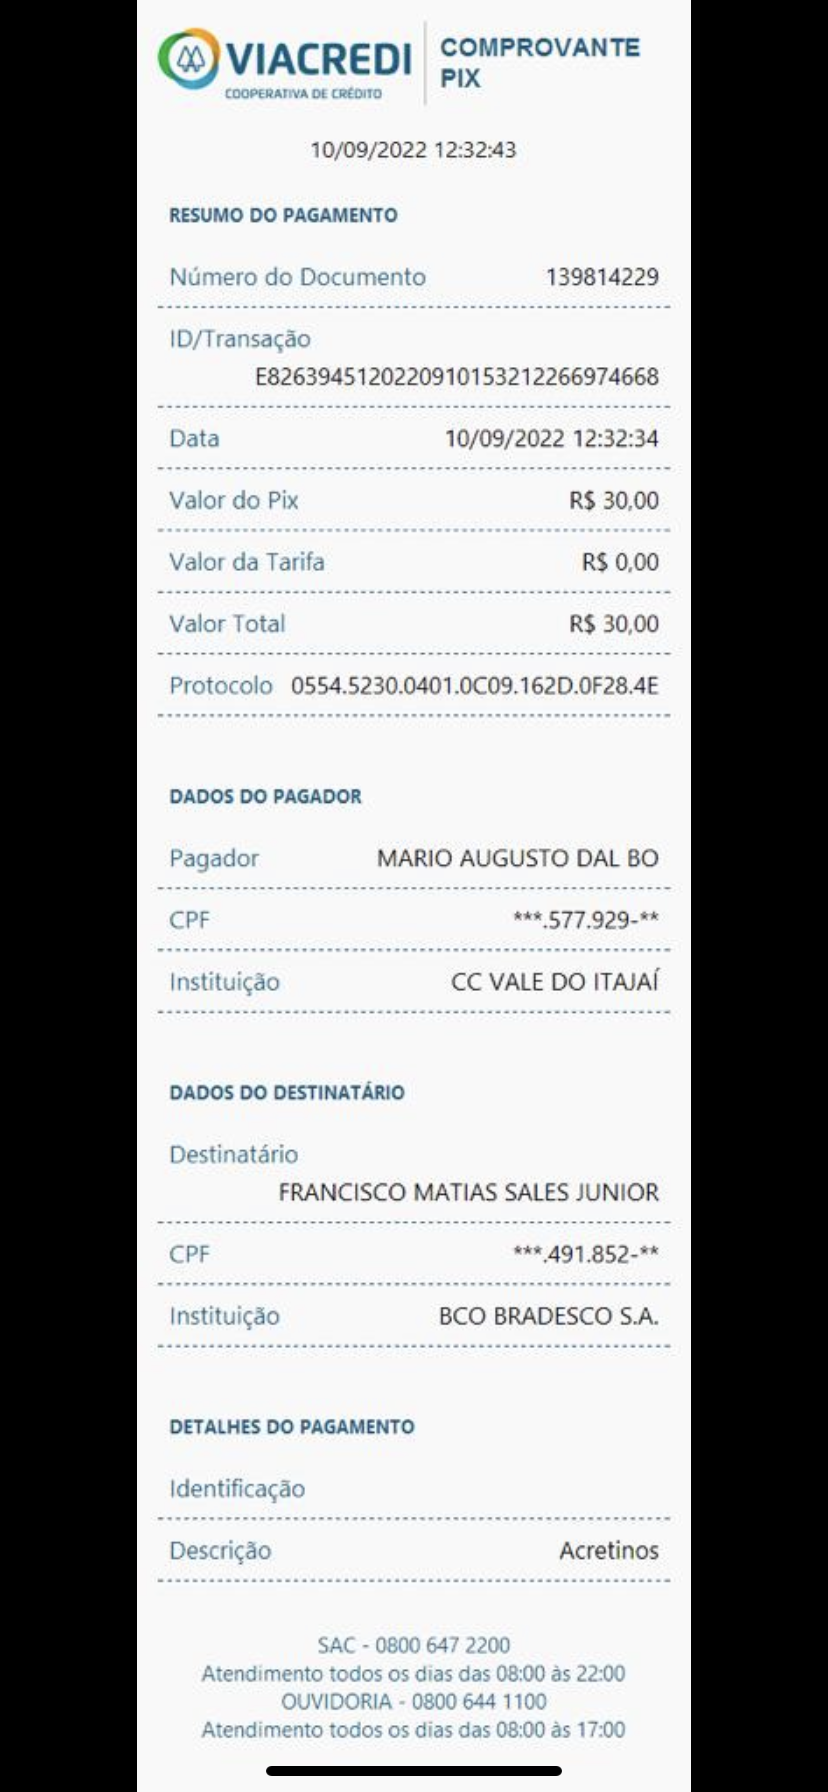 VIACREDI
COOPERATIVA DE CRÉDITO
COMPROVANTE
PIX
10/09/2022 12:32:43
RESUMO DO PAGAMENTO
Número do Documento 139814229
ID/Transação
E8263945120220910153212266974668
Data 10/09/2022 12:32:34
Valor do Pix R$ 30,00
Valor da Tarifa R$ 0,00
Valor Total R$ 30,00
Protocolo 0554.5230.0401.0C09.162D.0F28.4E
DADOS DO PAGADOR
Pagador MARIO AUGUSTO DAL BO
CPF ***.577.929-**
Instituição CC VALE DO ITAJAÍ
DADOS DO DESTINATÁRIO
Destinatário
FRANCISCO MATIAS SALES JUNIOR
CPF ***.491.852-**
Instituição BCO BRADESCO S.A.
DETALHES DO PAGAMENTO
Identificação
Descrição Acretinos
SAC - 0800 647 2200
Atendimento todos os dias das 08:00 às 22:00
OUVIDORIA - 0800 644 1100
Atendimento todos os dias das 08:00 às 17:00